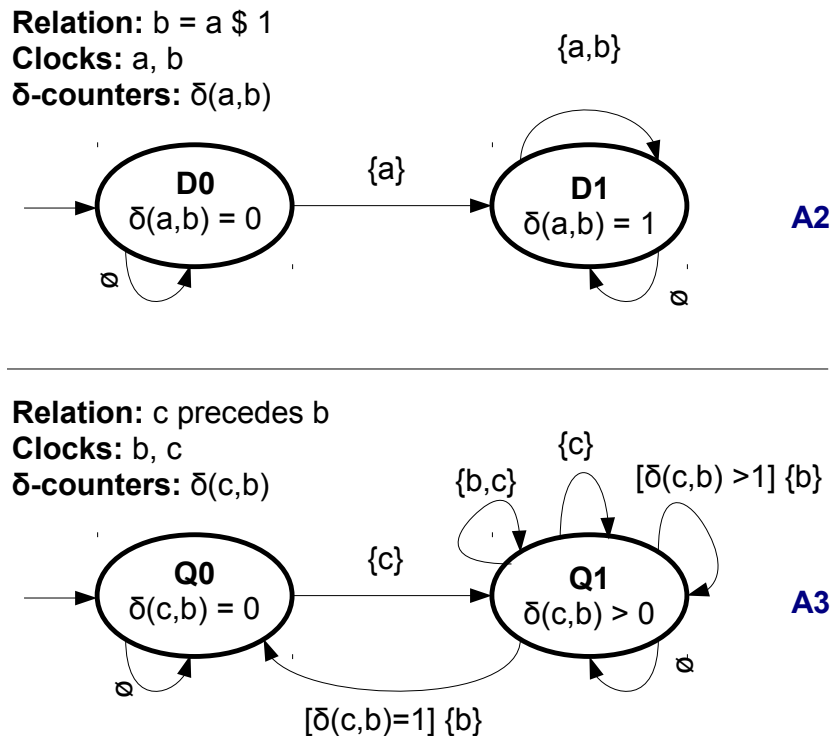 Relation: b = a $ 1
Clocks: a, b
δ-counters: δ(a,b)
{a,b}
{a}
D0
δ(a,b) = 0
D1
δ(a,b) = 1
A2
ø
ø
Relation: c precedes b
Clocks: b, c
δ-counters: δ(c,b)
{c}
{b,c}
[δ(c,b) >1] {b}
{c}
Q0
δ(c,b) = 0
Q1
δ(c,b) > 0
A3
ø
ø
[δ(c,b)=1] {b}